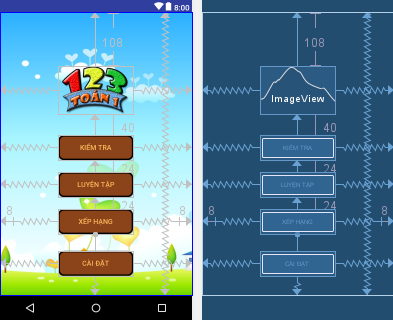 8:00
108
123
TOÁN 1
40
KIỂM TRA
24
LUYỆN TẬP
24
8
XẾP HẠNG
8
CÀI ĐẶT
108
ImageView
40
KIỂM TRA
24
LUYỆN TẬP
24
8
XẾP HẠNG
8
CÀI ĐẶT